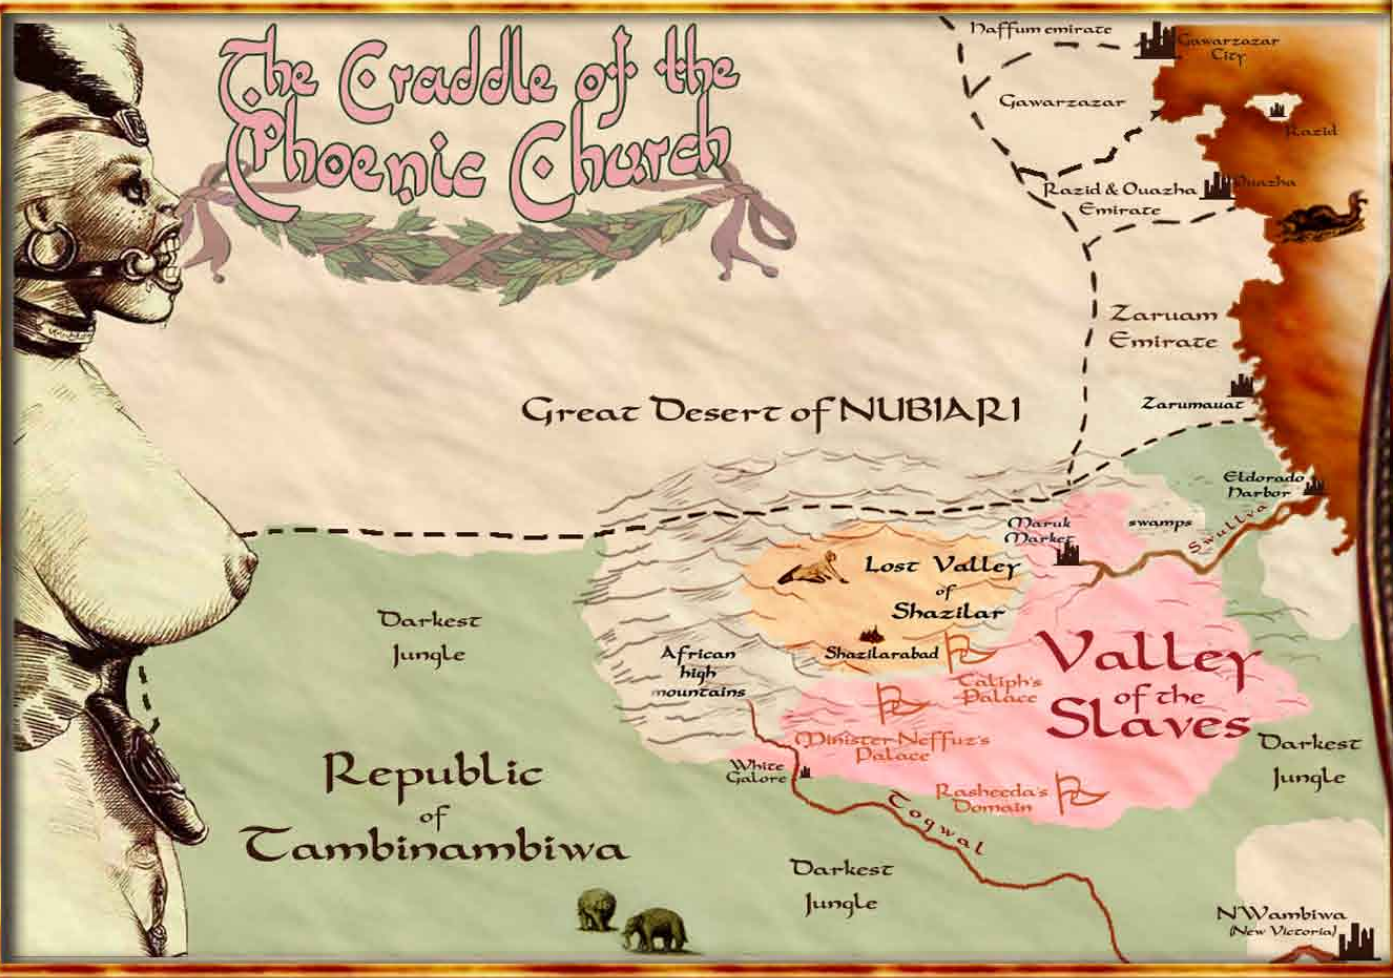 The Craddle of the
Phoenic Church
Haffum emirate
Gawarzazar
City
Gawarzazar
Razid
Razid & Ouazha
Emirate
Ouazha
Zaruam
Emirate
Zarumauat
Great Desert of NUBIARI
Eldorado
Harbor
Maruk
Market
swamps
Swullva
Lost Valley
of
Shazilar
Shazilarabad
Darkest
Jungle
African
high
mountains
Caliph's
Palace
Valley
of the
Slaves
Minister Neffuz's
Palace
White
Galore
Rasheeda's
Domain
Darkest
Jungle
Republic
of
Tambinambiwa
Togwal
Darkest
Jungle
NWambiwa
(New Victoria)